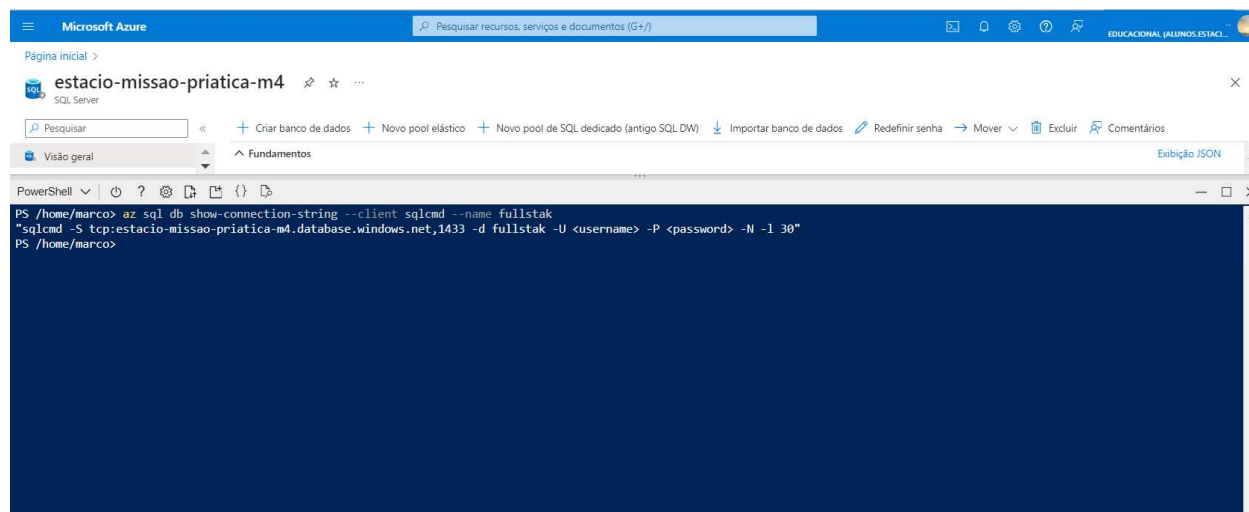 Microsoft Azure
Pesquisar recursos, serviços e documentos (G+/)
EDUCACIONAL (ALUNOS.ESTACI...
Página inicial >
estacio-missao-priatica-m4
SQL Server
Pesquisar
Criar banco de dados
Novo pool elástico
Novo pool de SQL dedicado (antigo SQL DW)
Importar banco de dados
Redefinir senha
Mover
Excluir
Comentários
Visão geral
Fundamentos
Exibição JSON
PowerShell
PS /home/marco> az sql db show-connection-string --client sqlcmd --name fullstak
"sqlcmd -S tcp:estacio-missao-priatica-m4.database.windows.net,1433 -d fullstak -U <username> -P <password> -N -l 30"
PS /home/marco>